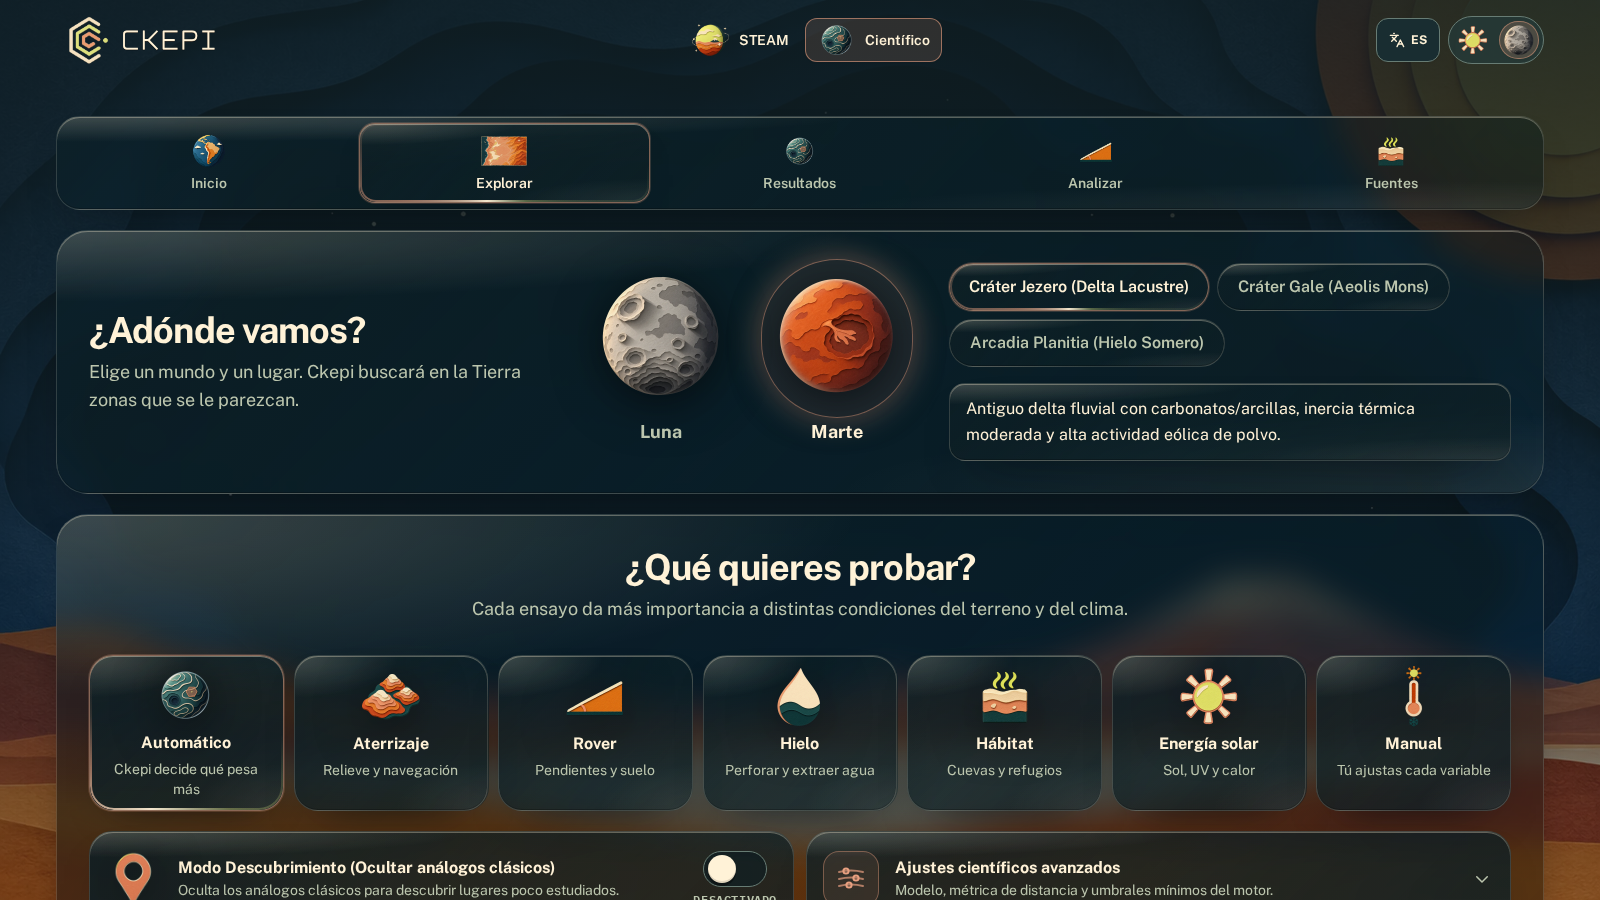 CKEPI
STEAM
Científico
ES
Inicio
Explorar
Resultados
Analizar
Fuentes
¿Adónde vamos?
Elige un mundo y un lugar. Ckepi buscará en la Tierra
zonas que se le parezcan.
Luna
Marte
Cráter Jezero (Delta Lacustre)
Cráter Gale (Aeolis Mons)
Arcadia Planitia (Hielo Somero)
Antiguo delta fluvial con carbonatos/arcillas, inercia térmica
moderada y alta actividad eólica de polvo.
¿Qué quieres probar?
Cada ensayo da más importancia a distintas condiciones del terreno y del clima.
Automático
Ckepi decide qué pesa
más
Aterrizaje
Relieve y navegación
Rover
Pendientes y suelo
Hielo
Perforar y extraer agua
Hábitat
Cuevas y refugios
Energía solar
Sol, UV y calor
Manual
Tú ajustas cada variable
Modo Descubrimiento (Ocultar análogos clásicos)
Oculta los análogos clásicos para descubrir lugares poco estudiados.
DESACTIVADO
Ajustes científicos avanzados
Modelo, métrica de distancia y umbrales mínimos del motor.